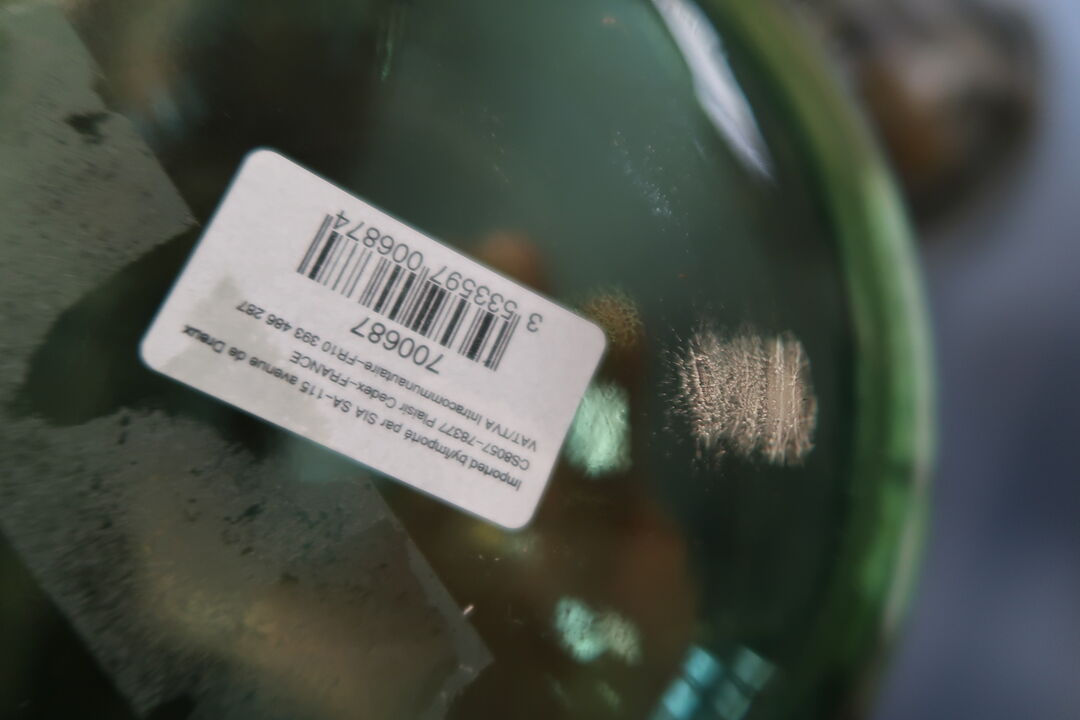 Imported by/Importé par SIA SA-115 avenue de Dreux
CS8057-78377 Plaisir Cedex-FRANCE
VAT/TVA Intracommunautaire-FR10 393 486 287
700687
3 533597 006874